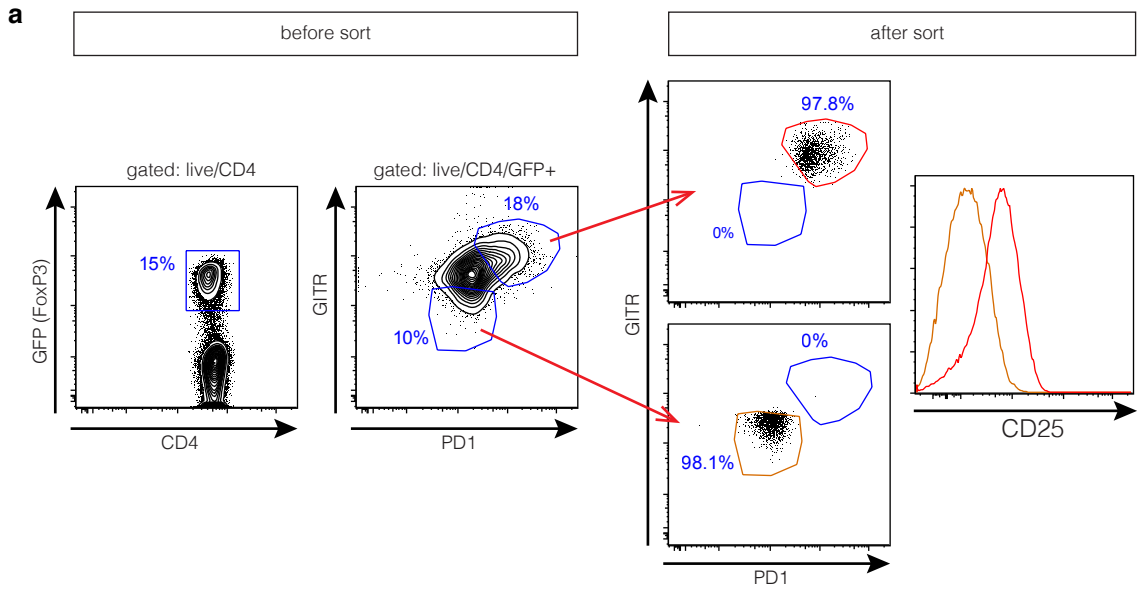 a
before sort
after sort
gated: live/CD4
15%
GFP (FoxP3)
CD4
gated: live/CD4/GFP+
18%
10%
GITR
PD1
97.8%
0%
GITR
0%
98.1%
PD1
CD25